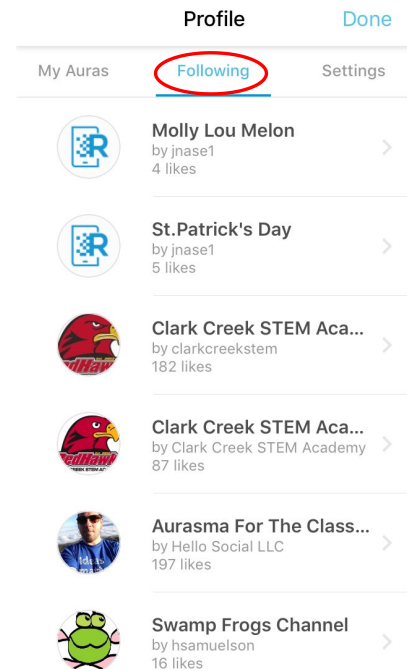 Profile
Done
My Auras
Following
Settings
Molly Lou Melon
by jnase1
4 likes
St.Patrick's Day
by jnase1
5 likes
Clark Creek STEM Aca...
by clarkcreekstem
182 likes
Clark Creek STEM Aca...
by Clark Creek STEM Academy
87 likes
Aurasma For The Class...
by Hello Social LLC
197 likes
Swamp Frogs Channel
by hsamuelson
16 likes